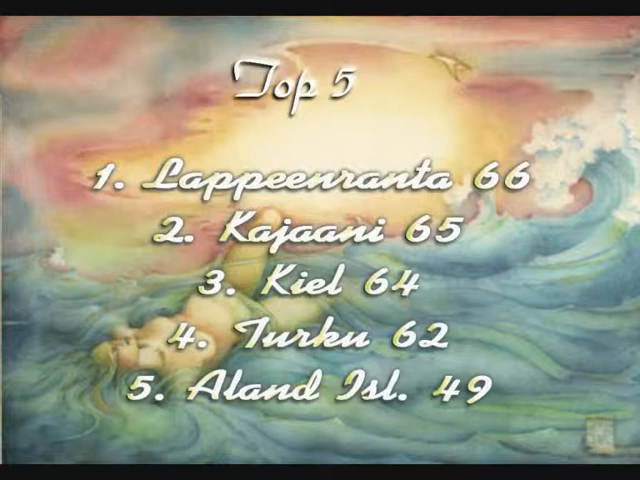 Top 5
1. Lappeenranta 66
2. Kajaani 65
3. Kiel 64
4. Turku 62
5. Aland Isl. 49